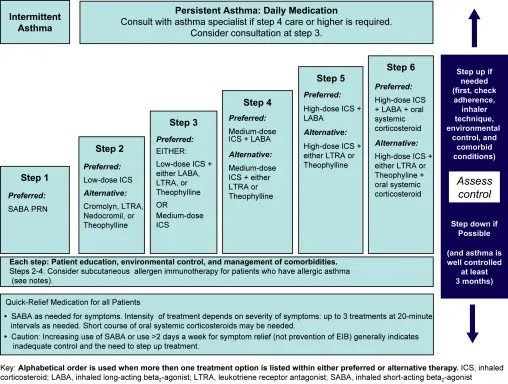 Intermittent
Asthma
Persistent Asthma: Daily Medication
Consult with asthma specialist if step 4 care or higher is required.
Consider consultation at step 3.
Step 1
Preferred:
SABA PRN
Step 2
Preferred:
Low-dose ICS
Alternative:
Cromolyn, LTRA,
Nedocromil, or
Theophylline
Step 3
Preferred:
EITHER:
Low-dose ICS +
either LABA,
LTRA, or
Theophylline
OR
Medium-dose
ICS
Step 4
Preferred:
Medium-dose
ICS + LABA
Alternative:
Medium-dose
ICS + either
LTRA or
Theophylline
Step 5
Preferred:
High-dose ICS +
LABA
Alternative:
High-dose ICS +
either LTRA or
Theophylline
Step 6
Preferred:
High-dose ICS
+ LABA + oral
systemic
corticosteroid
Alternative:
High-dose ICS +
either LTRA or
Theophyline +
oral systemic
corticosteroid
Step up if
needed
(first, check
adherence,
inhaler
technique,
environmental
control, and
comorbid
conditions)
Assess
control
Step down if
Possible
(and asthma is
well controlled
at least
3 months)
Each step: Patient education, environmental control, and management of comorbidities.
Steps 2-4: Consider subcutaneous allergen immunotherapy for patients who have allergic asthma
(see notes).
Quick-Relief Medication for all Patients
• SABA as needed for symptoms. Intensity of treatment depends on severity of symptoms: up to 3 treatments at 20-minute
intervals as needed. Short course of oral systemic corticosteroids may be needed.
• Caution: Increasing use of SABA or use >2 days a week for symptom relief (not prevention of EIB) generally indicates
inadequate control and the need to step up treatment.
Key: Alphabetical order is used when more then one treatment option is listed within either preferred or alternative therapy. ICS, inhaled
corticosteroid; LABA, inhaled long-acting beta2-agonist; LTRA, leukotriene receptor antagonist; SABA, inhaled short-acting beta2-agonist